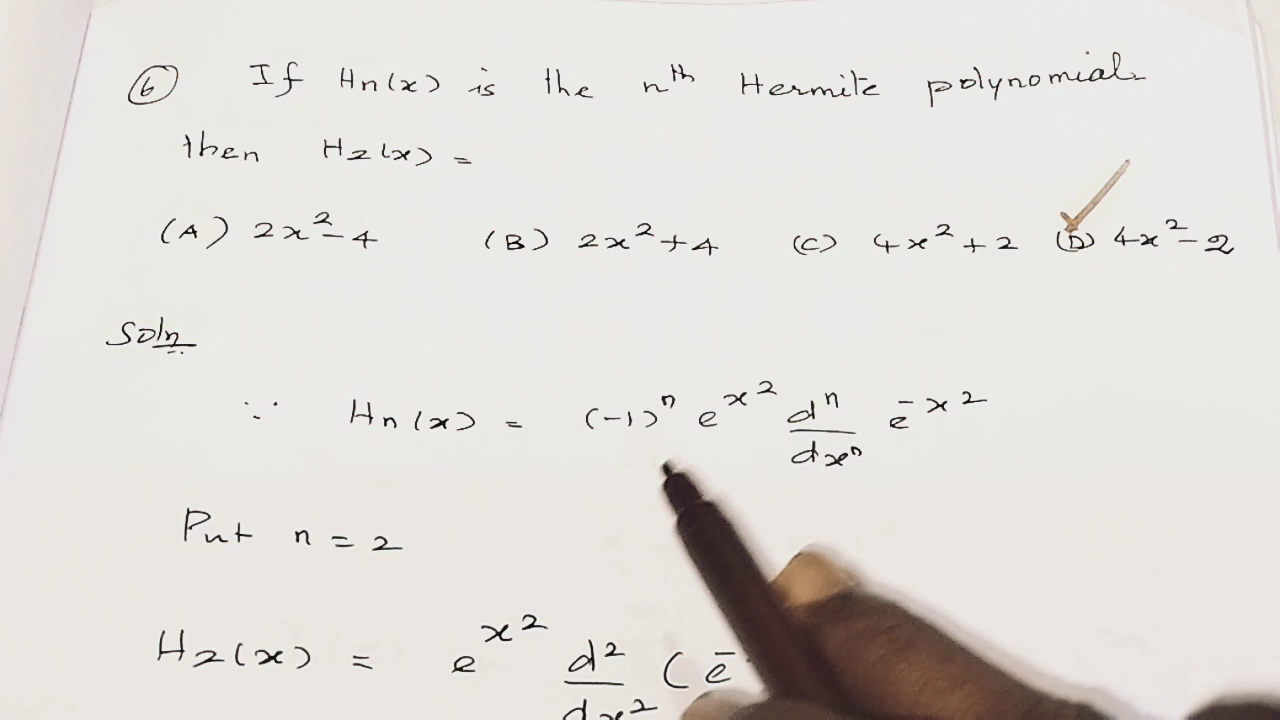 ⑥ If Hn(x) is the nᵗʰ Hermite polynomial
then H₂(x) =
(A) 2x² - 4 (B) 2x² + 4 (C) 4x² + 2 (D) 4x² - 2
Soln
∵ Hn(x) = (-1)ⁿ e^x² dⁿ/dxⁿ e^-x²
Put n = 2
H₂(x) = e^x² d²/dx² (e^-